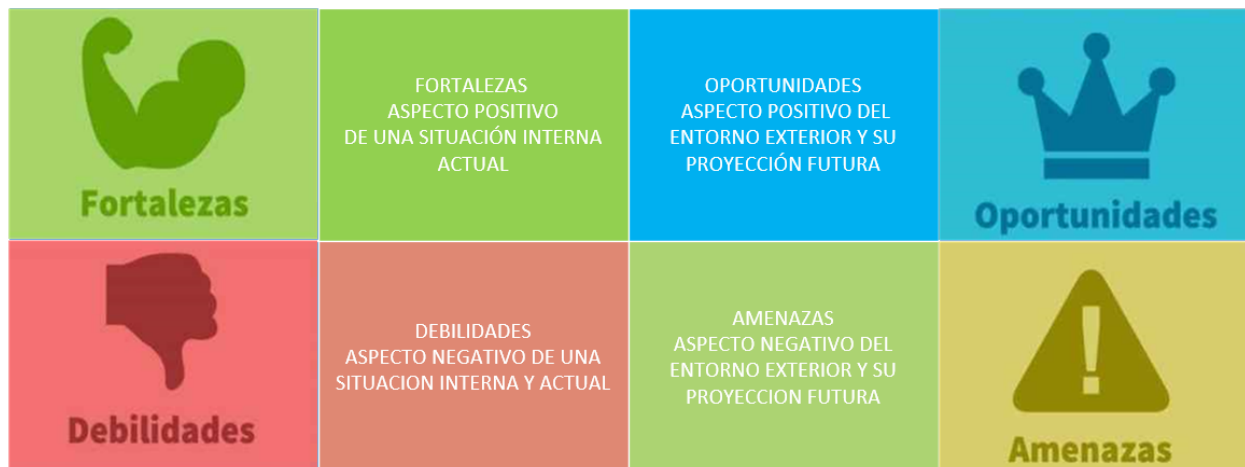 Fortalezas
FORTALEZAS
ASPECTO POSITIVO
DE UNA SITUACIÓN INTERNA
ACTUAL
OPORTUNIDADES
ASPECTO POSITIVO DEL
ENTORNO EXTERIOR Y SU
PROYECCIÓN FUTURA
Oportunidades
Debilidades
DEBILIDADES
ASPECTO NEGATIVO DE UNA
SITUACION INTERNA Y ACTUAL
AMENAZAS
ASPECTO NEGATIVO DEL
ENTORNO EXTERIOR Y SU
PROYECCION FUTURA
Amenazas